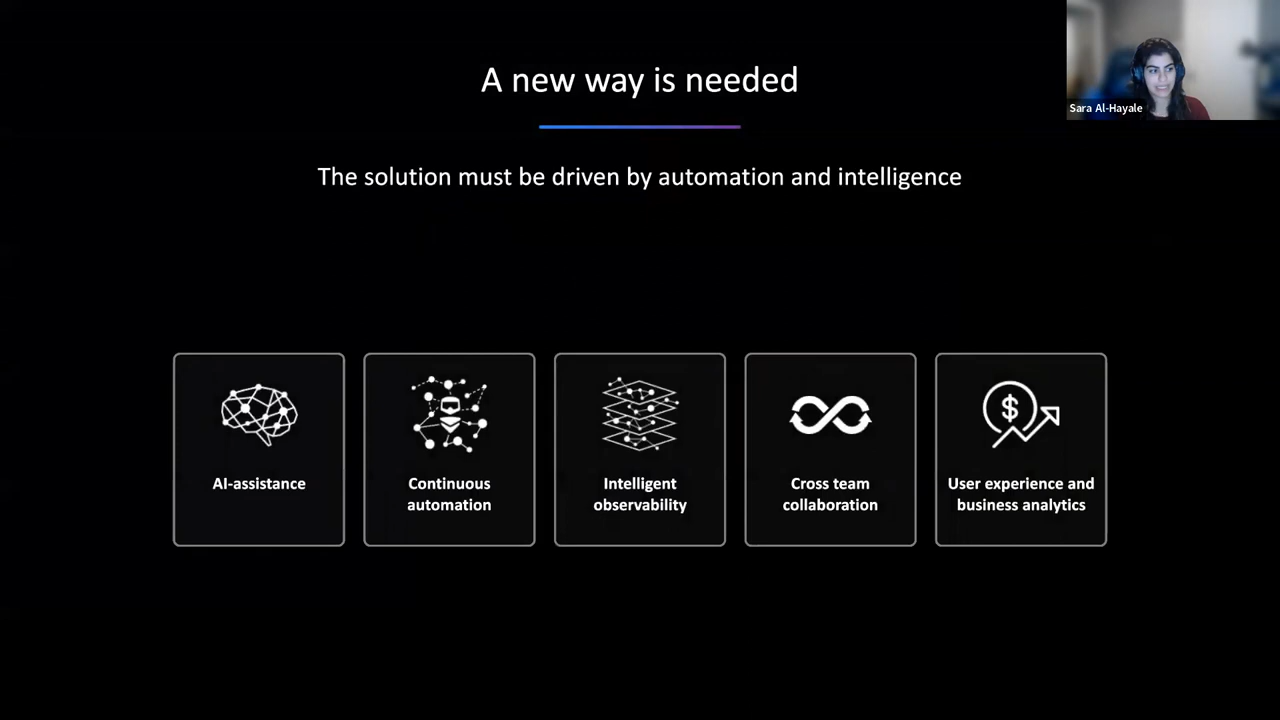 A new way is needed
Sara Al-Hayale
The solution must be driven by automation and intelligence
AI-assistance
Continuous
automation
Intelligent
observability
Cross team
collaboration
User experience and
business analytics
$